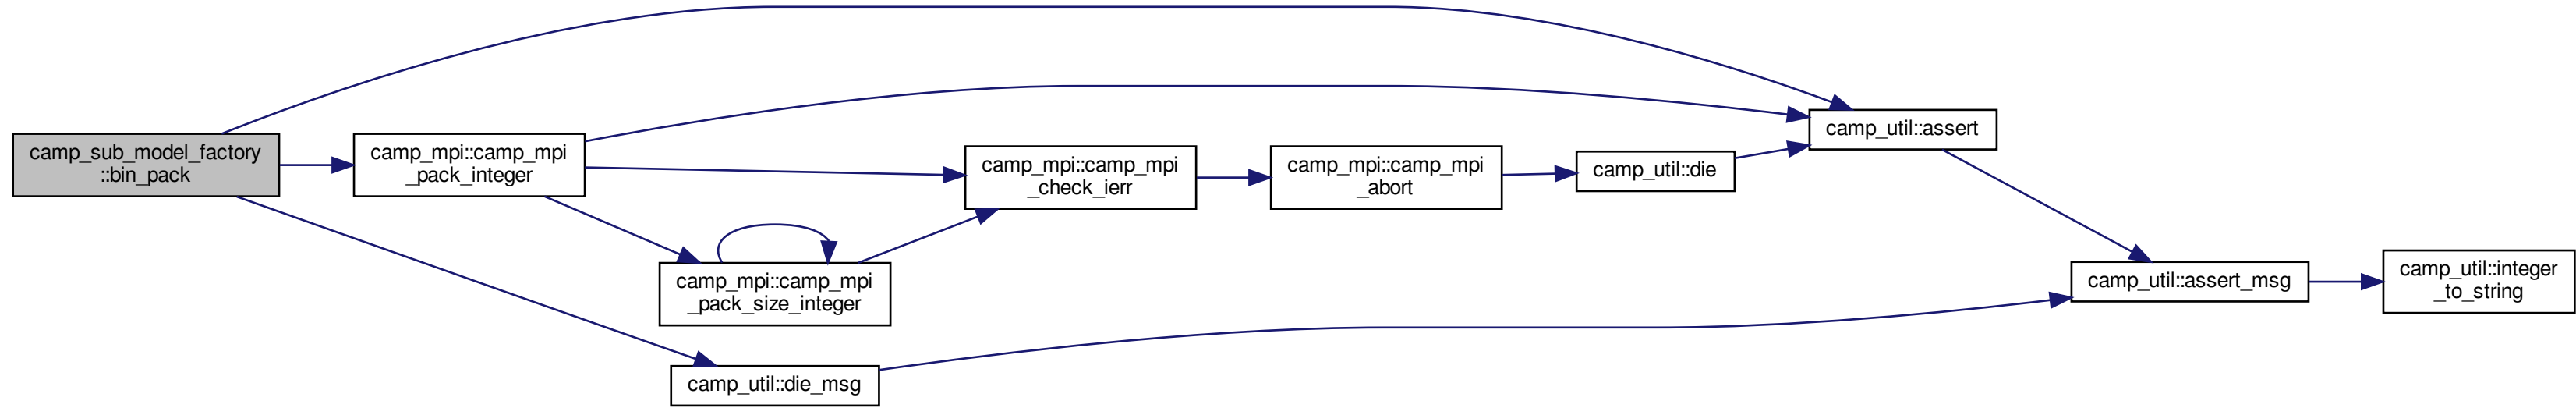 camp_sub_model_factory
::bin_pack
camp_mpi::camp_mpi
_pack_integer
camp_mpi::camp_mpi
_pack_size_integer
camp_util::die_msg
camp_mpi::camp_mpi
_check_ierr
camp_mpi::camp_mpi
_abort
camp_util::die
camp_util::assert
camp_util::assert_msg
camp_util::integer
_to_string